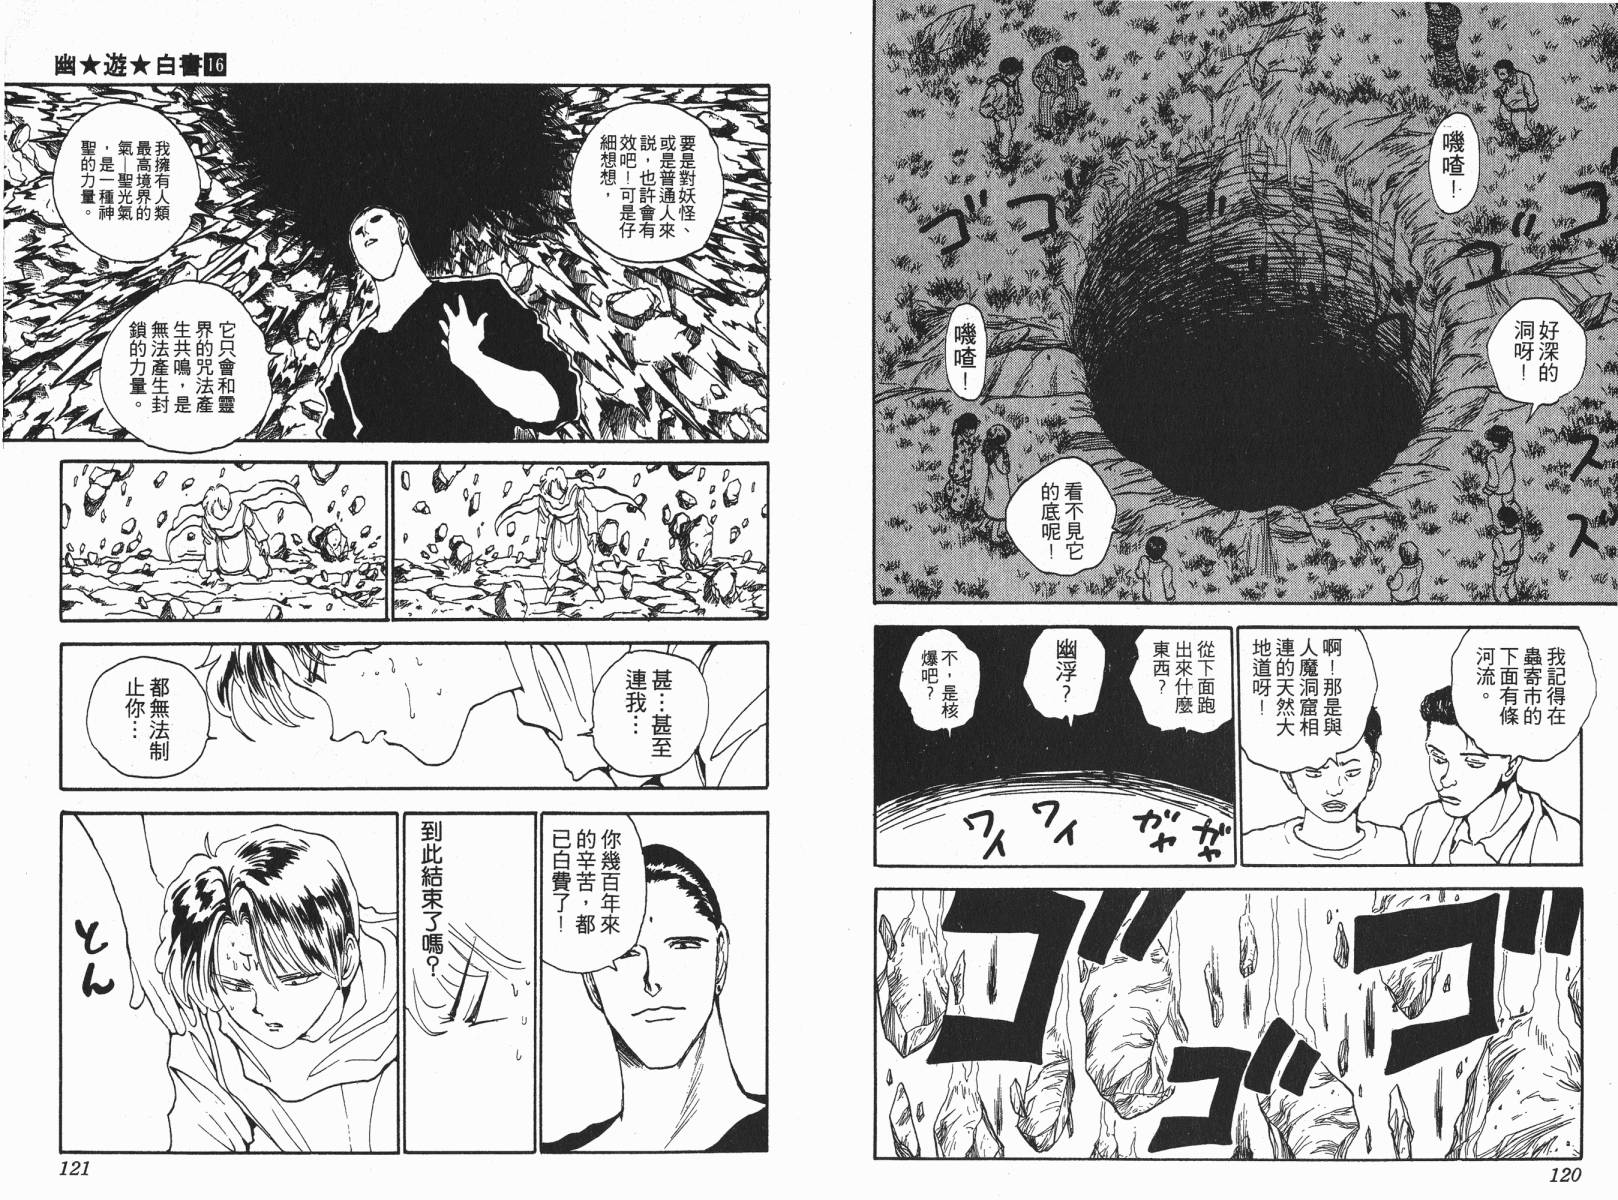 嘰喳！
好深的
洞呀！
嘰喳！
看不見它
的底呢！
ゴゴゴゴ
ズズ
我記得在
蟲寄市的
下面有條
河流。
啊！那是與
人魔洞窟相
連的天然大
地道呀！
從下面跑
出來什麼
東西？
幽浮？
不，是核
爆吧？
ガヤ
ガヤ
ワイ
ワイ
ゴゴゴ
120
幽★遊★白書16
要是對妖怪、
或是普通人來
說，也許會有
效吧！可是仔
細想想，
我擁有人類
最高境界的
氣—聖光氣
，是一種神
聖的力量。
它只會和靈
界的咒法產
生共鳴，是
無法產生封
鎖的力量。
甚…甚至
連我…
都無法制
止你…
你幾百年來
的辛苦，都
已白費了！
到此結束了嗎？
とん
121